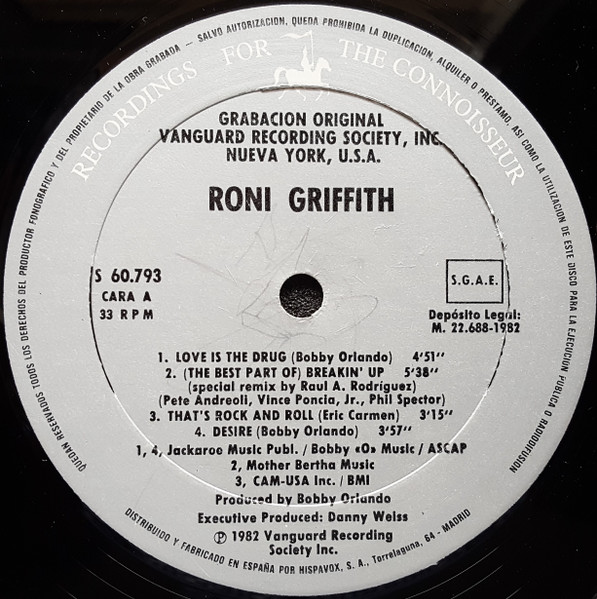 QUEDAN RESERVADOS TODOS LOS DERECHOS DEL PRODUCTOR FONOGRAFICO Y DEL PROPIETARIO DE LA OBRA GRABADA — SALVO AUTORIZACION, QUEDA PROHIBIDA LA DUPLICACION, ALQUILER O PRESTAMO, ASI COMO LA UTILIZACION DE ESTE DISCO PARA LA EJECUCION PUBLICA O RADIODIFUSION
RECORDINGS FOR THE CONNOISSEUR
GRABACION ORIGINAL
VANGUARD RECORDING SOCIETY, INC.
NUEVA YORK, U.S.A.
RONI GRIFFITH
S 60.793
CARA A
33 RPM
S.G.A.E.
Depósito Legal:
M. 22.688-1982
1. LOVE IS THE DRUG (Bobby Orlando) 4'51''
2. (THE BEST PART OF) BREAKIN' UP 5'38''
(special remix by Raul A. Rodríguez)
(Pete Andreoli, Vince Poncia, Jr., Phil Spector)
3. THAT'S ROCK AND ROLL (Eric Carmen) 3'15''
4. DESIRE (Bobby Orlando) 3'57''
1, 4, Jackaroe Music Publ. / Bobby «O» Music / ASCAP
2, Mother Bertha Music
3, CAM-USA Inc. / BMI
Produced by Bobby Orlando
Executive Produced: Danny Weiss
Ⓟ 1982 Vanguard Recording
Society Inc.
DISTRIBUIDO Y FABRICADO EN ESPAÑA POR HISPAVOX, S. A., Torrelaguna, 64 - MADRID